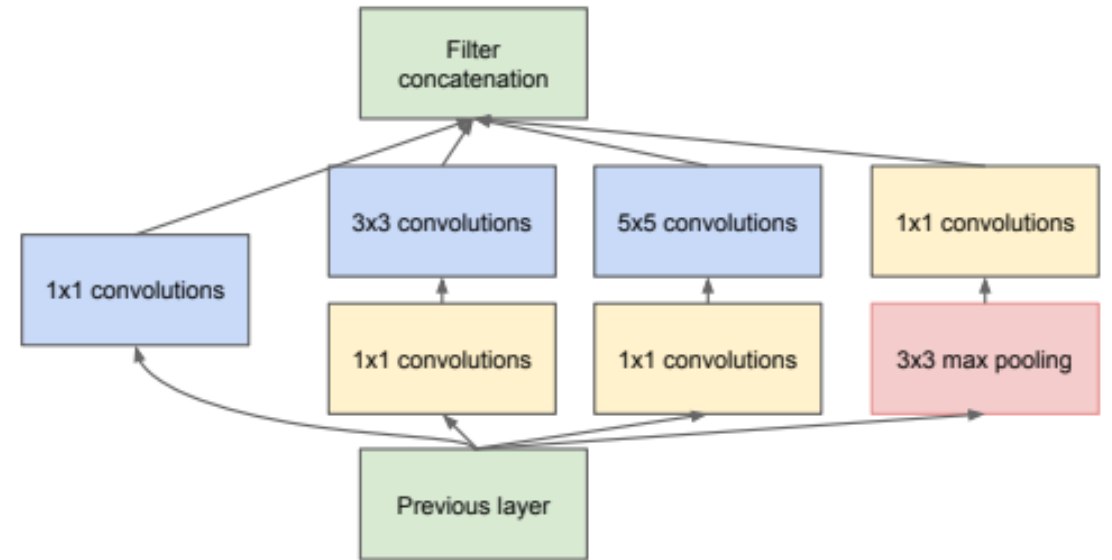 Filter
concatenation
3x3 convolutions
5x5 convolutions
1x1 convolutions
1x1 convolutions
1x1 convolutions
1x1 convolutions
3x3 max pooling
Previous layer